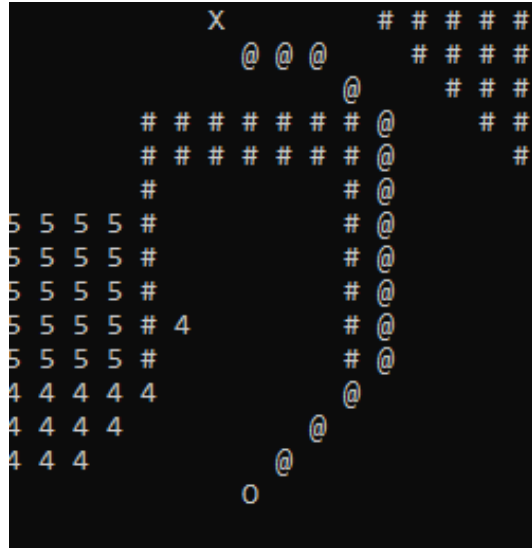 X         # # # # #
              @ @ @     # # # #
                    @     # # #
        # # # # # # # @     # #
        # # # # # # # @       #
        #           # @
5 5 5 5 #           # @
5 5 5 5 #           # @
5 5 5 5 #           # @
5 5 5 5 # 4         # @
5 5 5 5 #           # @
4 4 4 4 4           @
4 4 4 4           @
4 4 4           @
              O